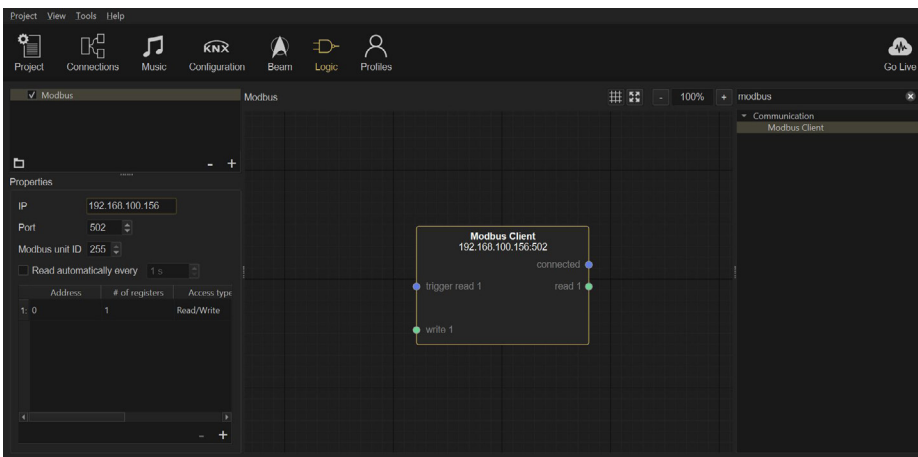 Project View Tools Help
KNX
Project Connections Music Configuration Beam Logic Profiles Go Live
Modbus
Modbus
- 100% +
modbus
Communication
Modbus Client
- +
Properties
IP 192.168.100.156
Port 502
Modbus unit ID 255
Read automatically every 1 s
Address # of registers Access type
1: 0 1 Read/Write
- +
Modbus Client
192.168.100.156:502
connected
trigger read 1 read 1
write 1